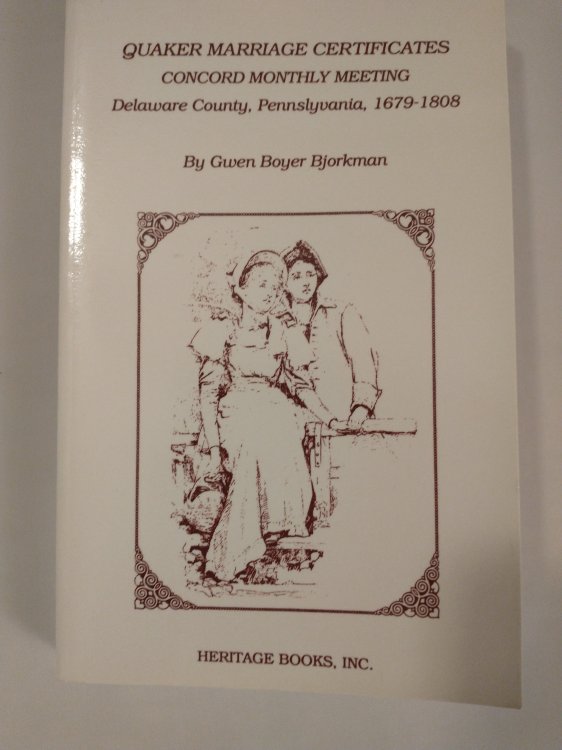 QUAKER MARRIAGE CERTIFICATES
CONCORD MONTHLY MEETING
Delaware County, Pennslyvania, 1679-1808
By Gwen Boyer Bjorkman
HERITAGE BOOKS, INC.